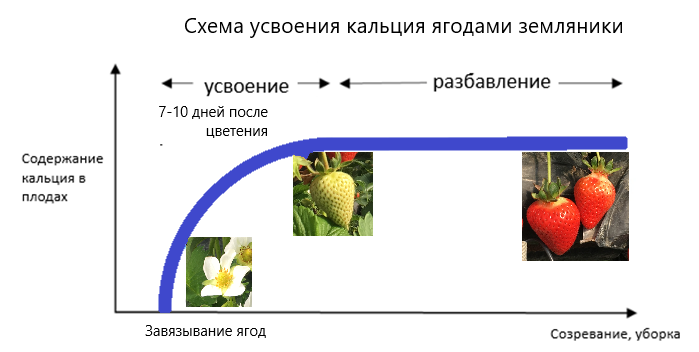 Схема усвоения кальция ягодами земляники
усвоение
разбавление
7-10 дней после
цветения
Содержание
кальция в
плодах
Завязывание ягод
Созревание, уборка